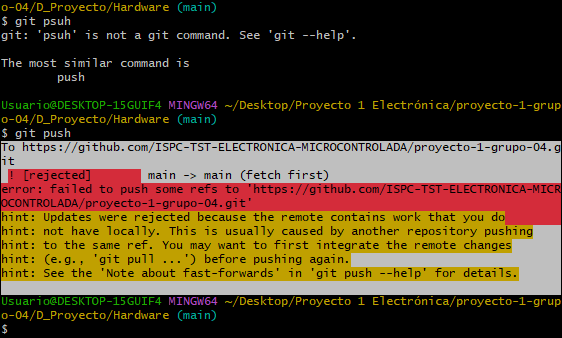 o-04/D_Proyecto/Hardware (main)
$ git psuh
git: 'psuh' is not a git command. See 'git --help'.
The most similar command is
push
Usuario@DESKTOP-15GUIF4 MINGW64 ~/Desktop/Proyecto 1 Electrónica/proyecto-1-grup
o-04/D_Proyecto/Hardware (main)
$ git push
To https://github.com/ISPC-TST-ELECTRONICA-MICROCONTROLADA/proyecto-1-grupo-04.g
it
! [rejected] main -> main (fetch first)
error: failed to push some refs to 'https://github.com/ISPC-TST-ELECTRONICA-MICR
OCONTROLADA/proyecto-1-grupo-04.git'
hint: Updates were rejected because the remote contains work that you do
hint: not have locally. This is usually caused by another repository pushing
hint: to the same ref. You may want to first integrate the remote changes
hint: (e.g., 'git pull ...') before pushing again.
hint: See the 'Note about fast-forwards' in 'git push --help' for details.
Usuario@DESKTOP-15GUIF4 MINGW64 ~/Desktop/Proyecto 1 Electrónica/proyecto-1-grup
o-04/D_Proyecto/Hardware (main)
$